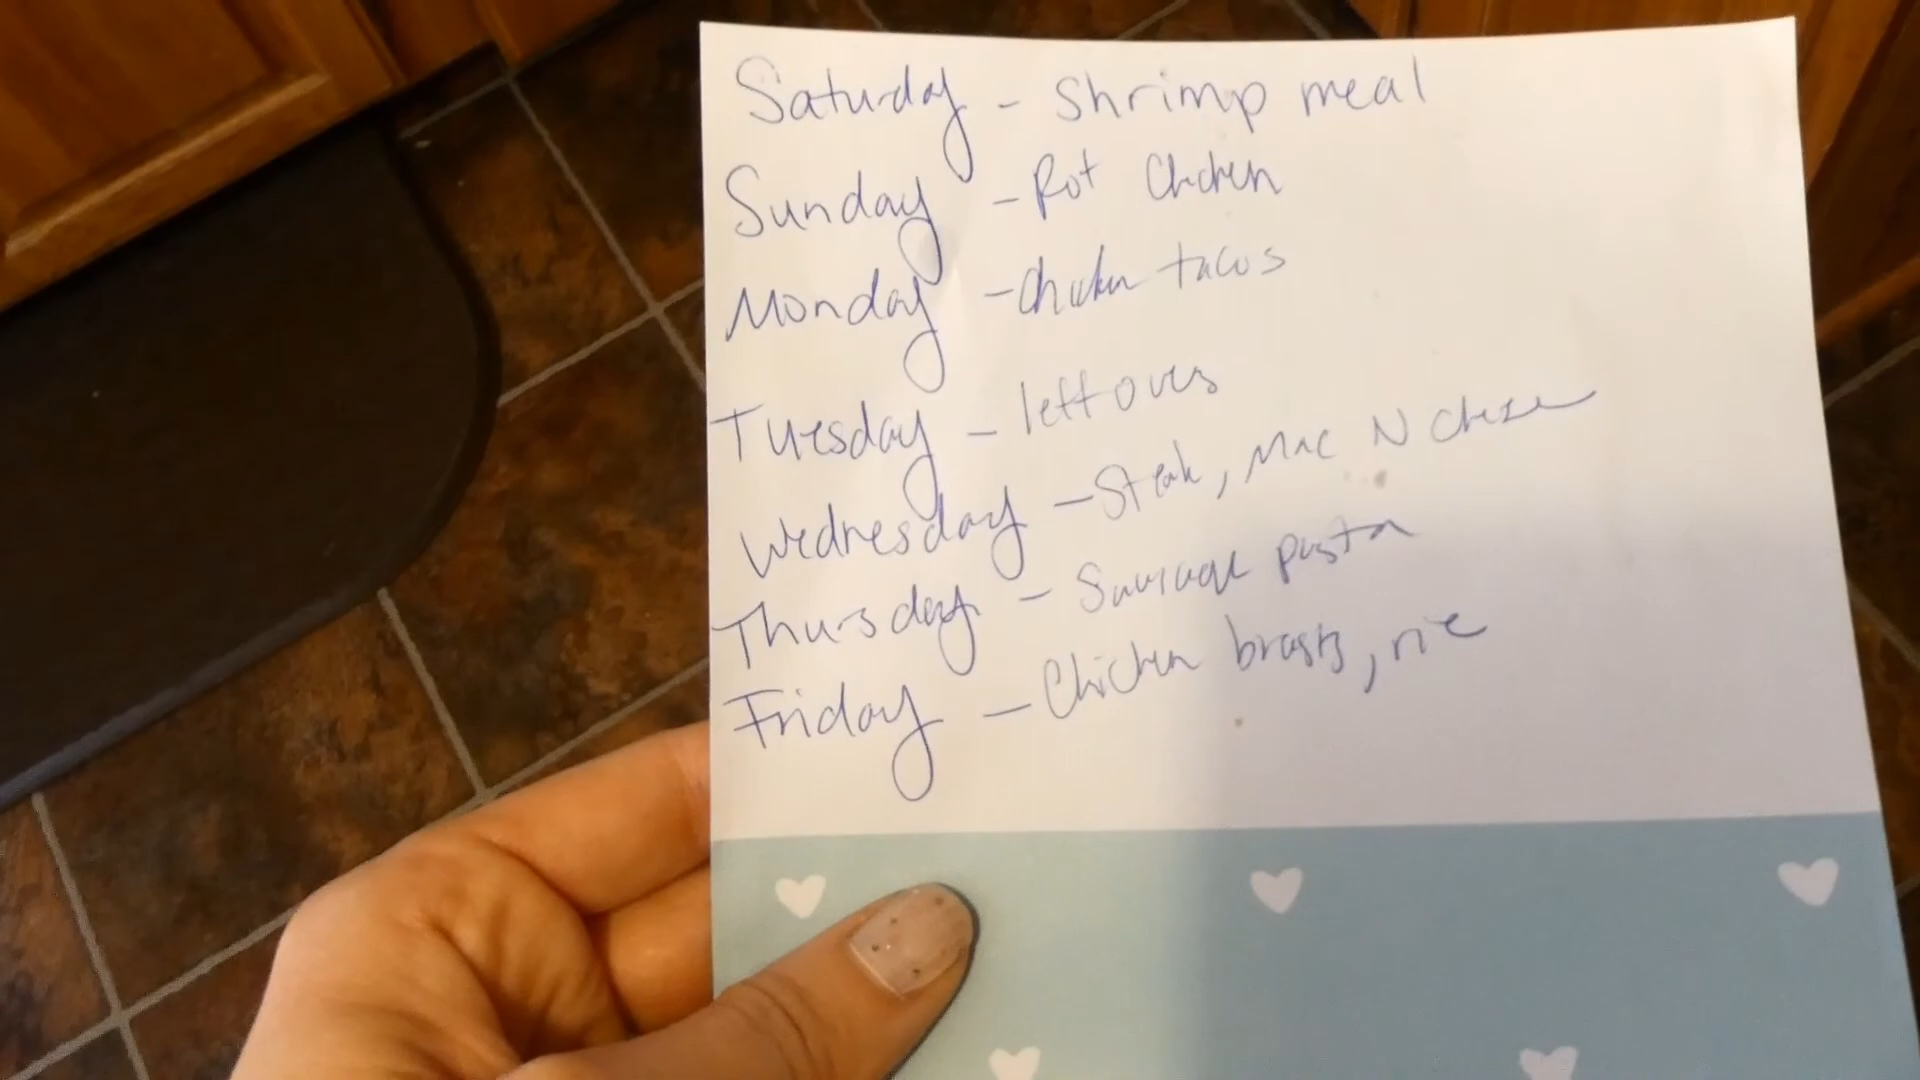 Saturday - Shrimp meal
Sunday - Rot Chicken
Monday - Chicken tacos
Tuesday - leftovers
Wednesday - Steak, Mac N cheese
Thursday - Sausage pasta
Friday - Chicken breasts, rice